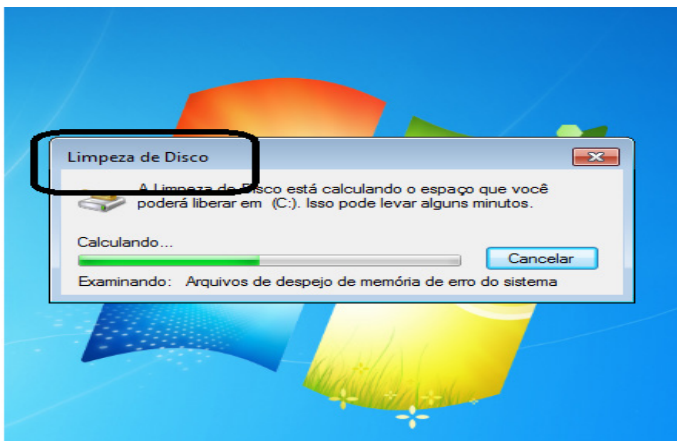 Limpeza de Disco
A Limpeza de Disco está calculando o espaço que você
poderá liberar em (C:). Isso pode levar alguns minutos.
Calculando...
Cancelar
Examinando: Arquivos de despejo de memória de erro do sistema